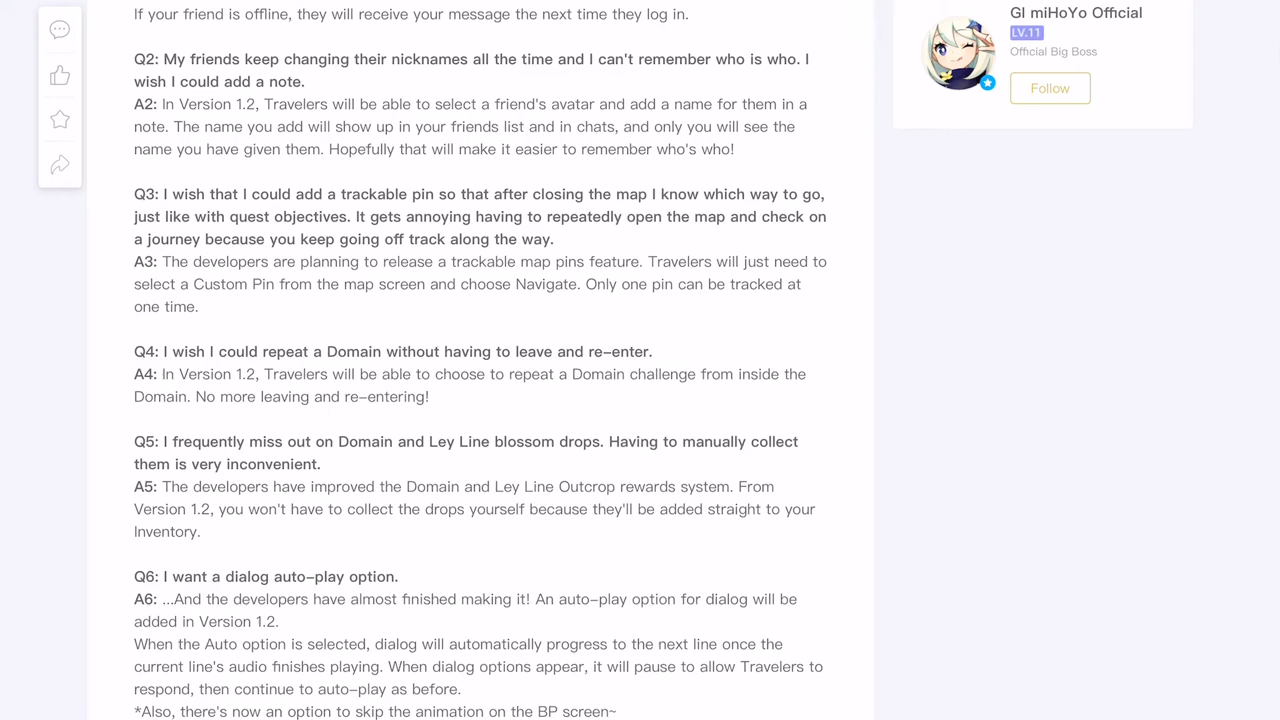 If your friend is offline, they will receive your message the next time they log in.
Q2: My friends keep changing their nicknames all the time and I can't remember who is who. I
wish I could add a note.
A2: In Version 1.2, Travelers will be able to select a friend's avatar and add a name for them in a
note. The name you add will show up in your friends list and in chats, and only you will see the
name you have given them. Hopefully that will make it easier to remember who's who!
Q3: I wish that I could add a trackable pin so that after closing the map I know which way to go,
just like with quest objectives. It gets annoying having to repeatedly open the map and check on
a journey because you keep going off track along the way.
A3: The developers are planning to release a trackable map pins feature. Travelers will just need to
select a Custom Pin from the map screen and choose Navigate. Only one pin can be tracked at
one time.
Q4: I wish I could repeat a Domain without having to leave and re-enter.
A4: In Version 1.2, Travelers will be able to choose to repeat a Domain challenge from inside the
Domain. No more leaving and re-entering!
Q5: I frequently miss out on Domain and Ley Line blossom drops. Having to manually collect
them is very inconvenient.
A5: The developers have improved the Domain and Ley Line Outcrop rewards system. From
Version 1.2, you won't have to collect the drops yourself because they'll be added straight to your
Inventory.
Q6: I want a dialog auto-play option.
A6: ...And the developers have almost finished making it! An auto-play option for dialog will be
added in Version 1.2.
When the Auto option is selected, dialog will automatically progress to the next line once the
current line's audio finishes playing. When dialog options appear, it will pause to allow Travelers to
respond, then continue to auto-play as before.
*Also, there's now an option to skip the animation on the BP screen~
GI miHoYo Official
LV.11
Official Big Boss
Follow